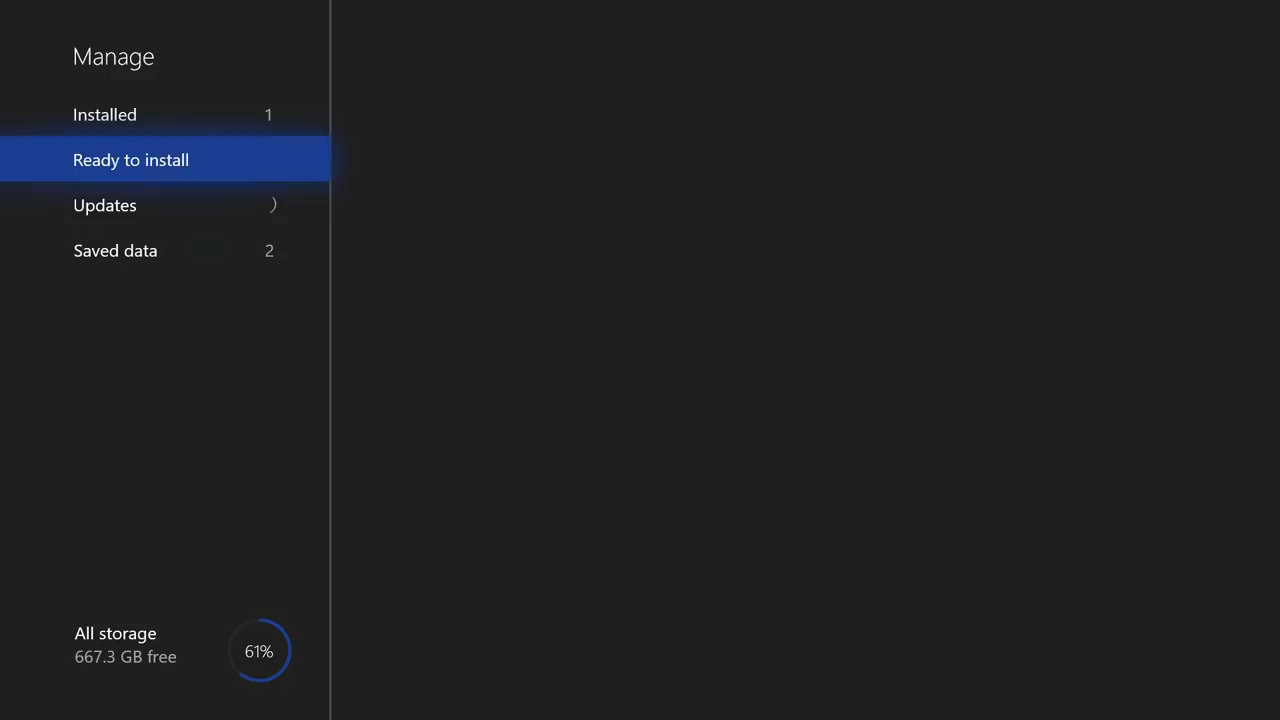 Manage
Installed 1
Ready to install
Updates
Saved data 2
All storage
667.3 GB free
61%